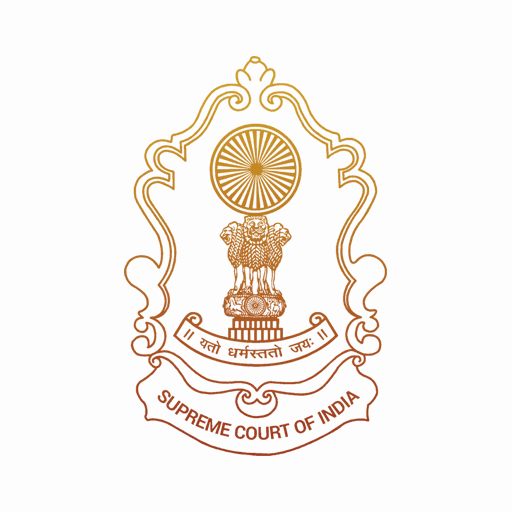 ॥ यतो धर्मस्ततो जयः ॥
SUPREME COURT OF INDIA